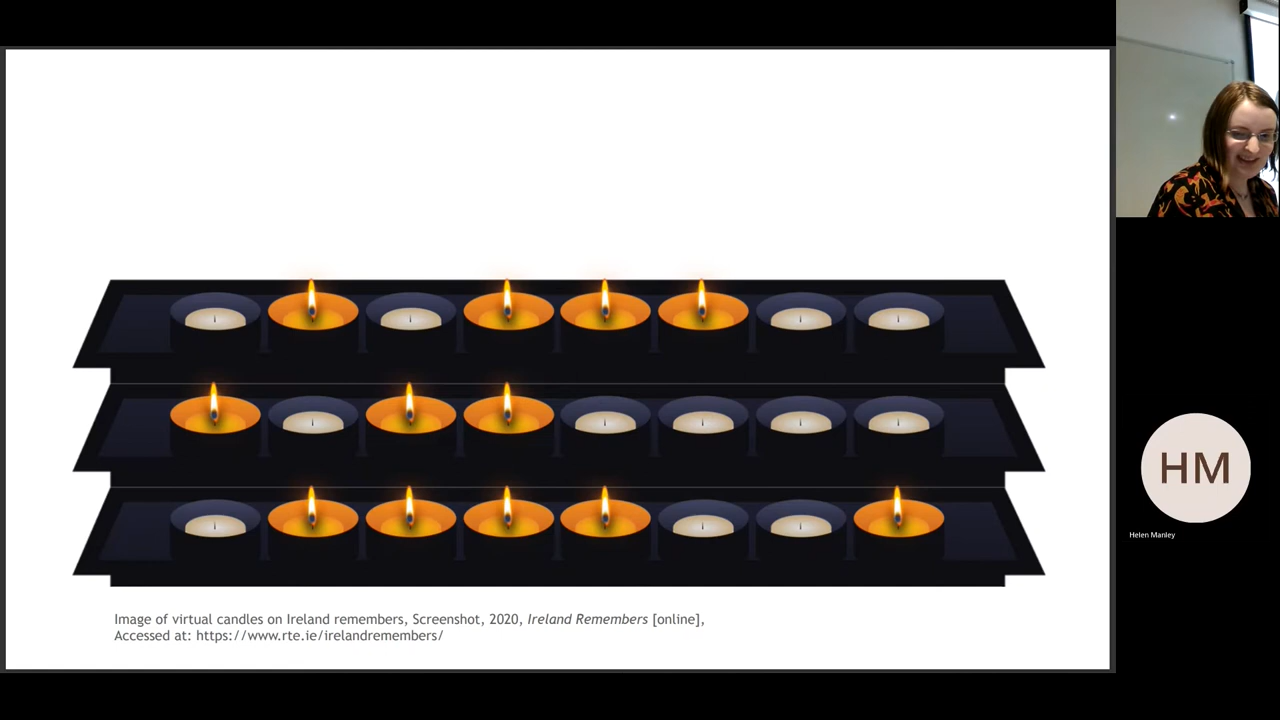 Image of virtual candles on Ireland remembers, Screenshot, 2020, Ireland Remembers [online],
Accessed at: https://www.rte.ie/irelandremembers/
HM
Helen Manley